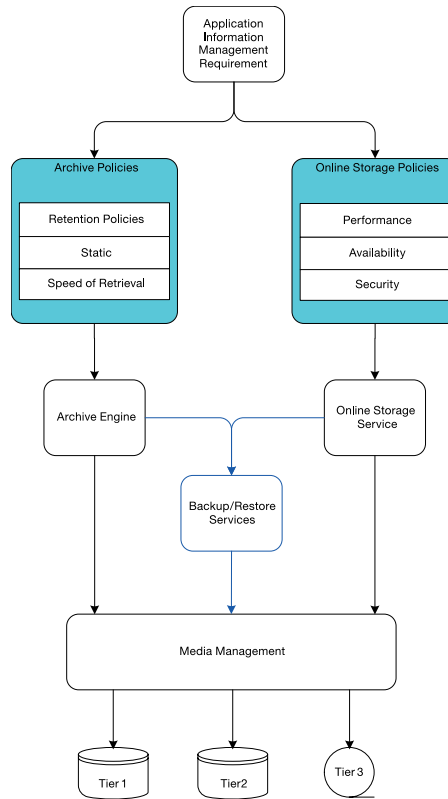 Application
Information
Management
Requirement
Archive Policies
Retention Policies
Static
Speed of Retrieval
Online Storage Policies
Performance
Availability
Security
Archive Engine
Online Storage
Service
Backup/Restore
Services
Media Management
Tier 1
Tier2
Tier 3